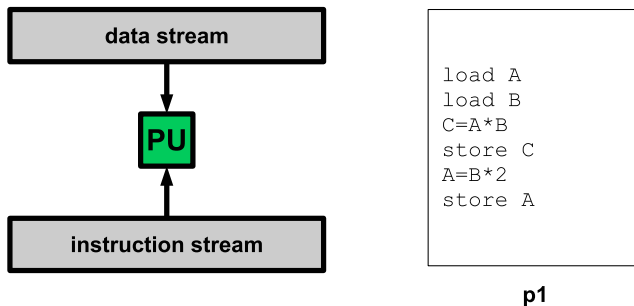 data stream
PU
instruction stream
load A
load B
C=A*B
store C
A=B*2
store A
p1